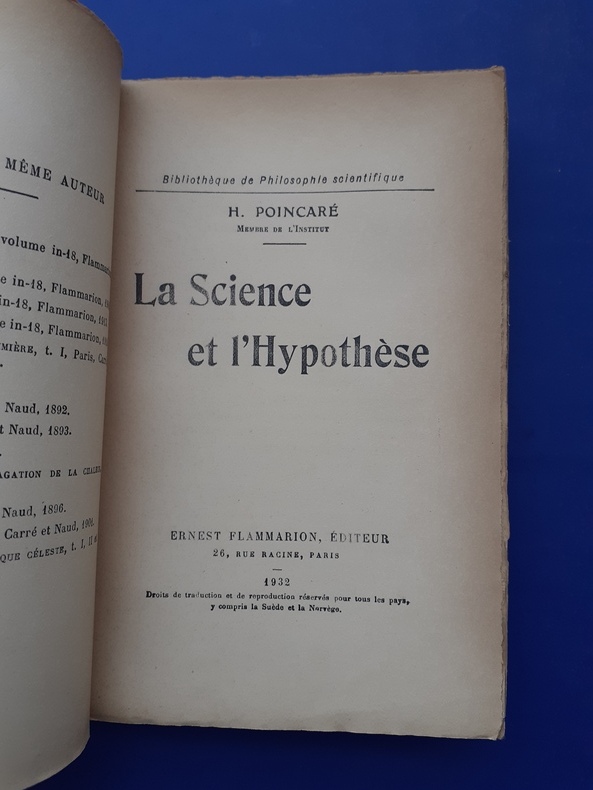 MÊME AUTEUR
volume in-18, Flammarion,
e in-18, Flammarion,
in-18, Flammarion,
e in-18, Flammarion,
MIÈRE, t. I, Paris,
Naud, 1892.
et Naud, 1893.
AGATION DE LA
Naud, 1896.
Carré et Naud,
QUE CÉLESTE, t. I, II
Bibliothèque de Philosophie scientifique
H. POINCARÉ
MEMBRE DE L'INSTITUT
La Science
et l'Hypothèse
ERNEST FLAMMARION, ÉDITEUR
26, RUE RACINE, PARIS
1932
Droits de traduction et de reproduction réservés pour tous les pays,
y compris la Suède et la Norvège.